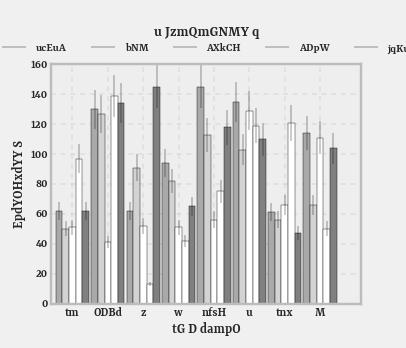 u JzmQmGNMY q
ucEuA bNM AXkCH ADpW jqKu
160
140
120
100
80
60
40
20
0
EpdYOHxdYY S
tm ODBd z w nfsH u tnx M
tG D dampO